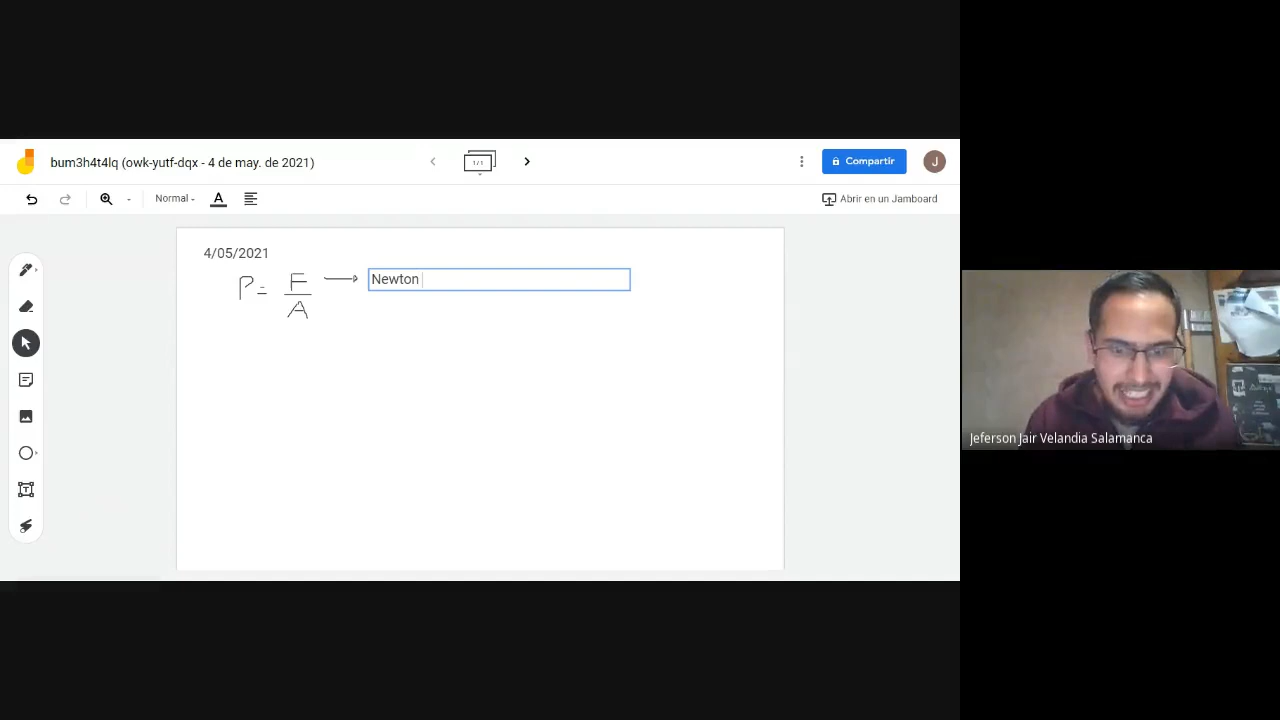 bum3h4t4lq (owk-yutf-dqx - 4 de may. de 2021)
1/1
Compartir
J
Normal
A
Abrir en un Jamboard
4/05/2021
P = F/A → Newton
T
Jeferson Jair Velandia Salamanca